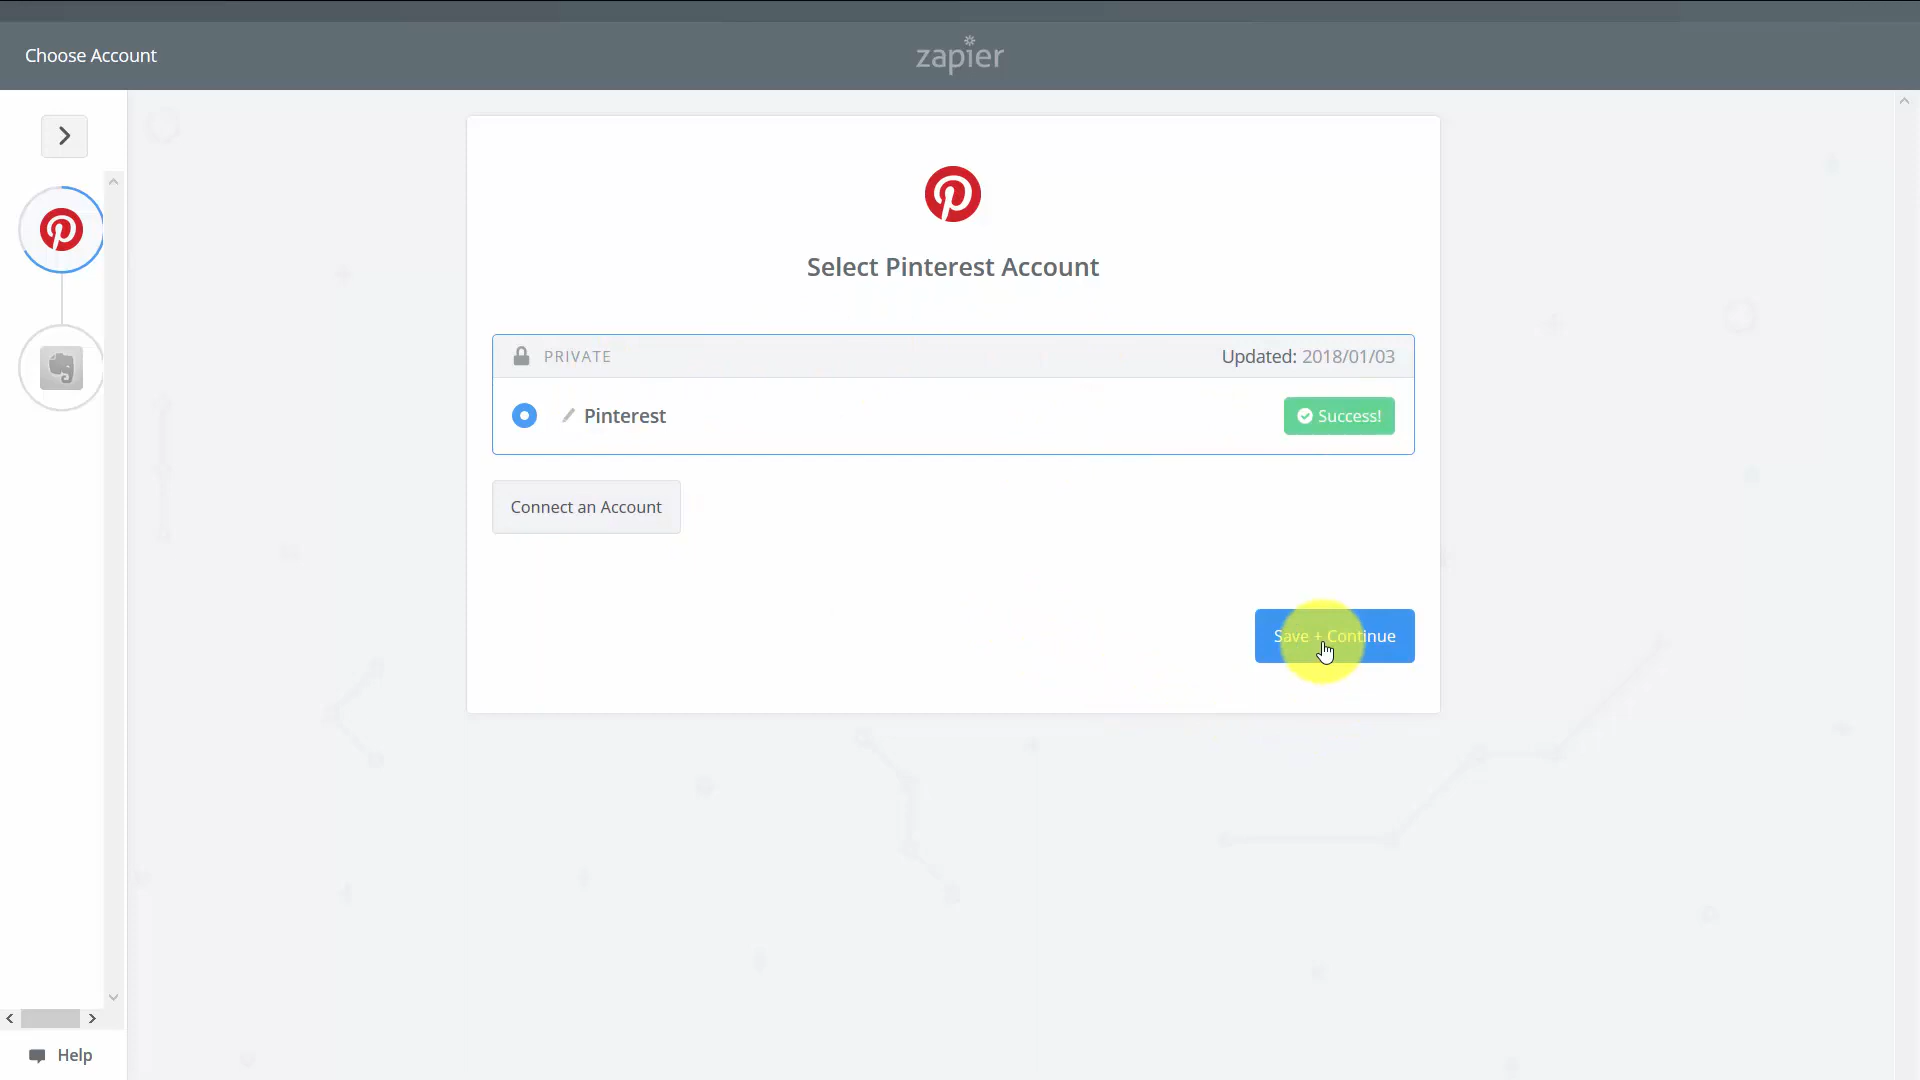 Choose Account
zapier
Select Pinterest Account
PRIVATE
Updated: 2018/01/03
Pinterest
Success!
Connect an Account
Save + Continue
Help